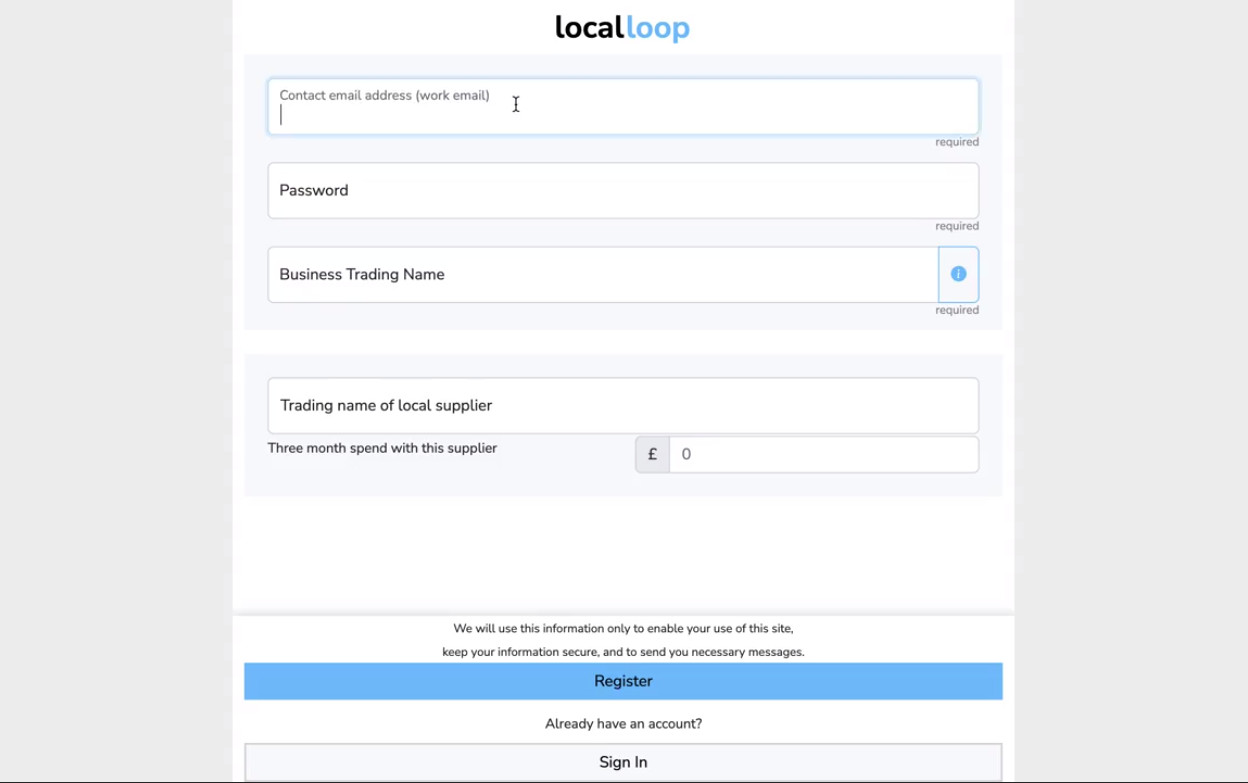 localloop
Contact email address (work email)
required
Password
required
Business Trading Name
i
required
Trading name of local supplier
Three month spend with this supplier
£ 0
We will use this information only to enable your use of this site,
keep your information secure, and to send you necessary messages.
Register
Already have an account?
Sign In